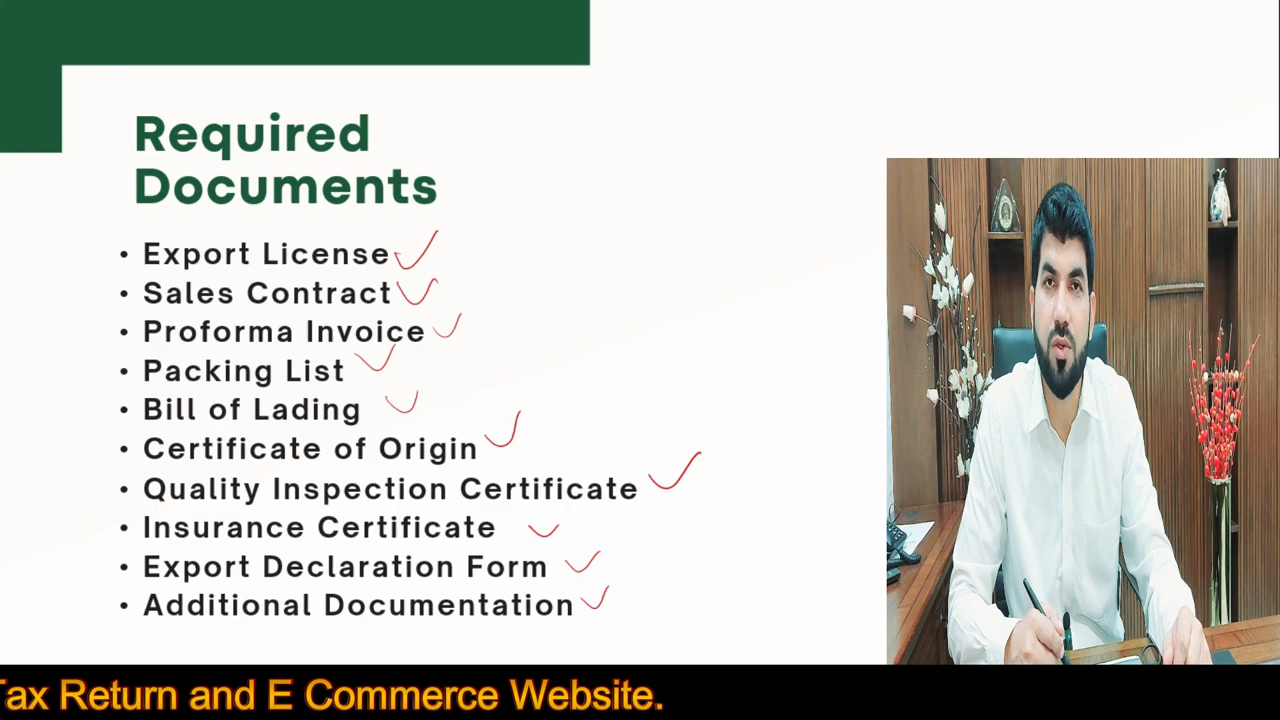 Required
Documents
• Export License
• Sales Contract
• Proforma Invoice
• Packing List
• Bill of Lading
• Certificate of Origin
• Quality Inspection Certificate
• Insurance Certificate
• Export Declaration Form
• Additional Documentation
Tax Return and E Commerce Website.